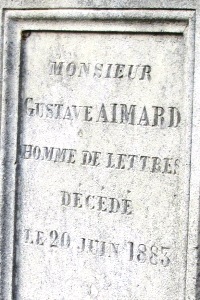 MONSIEUR
GUSTAVE AIMARD
HOMME DE LETTRES
DÉCÉDÉ
LE 20 JUIN 1883